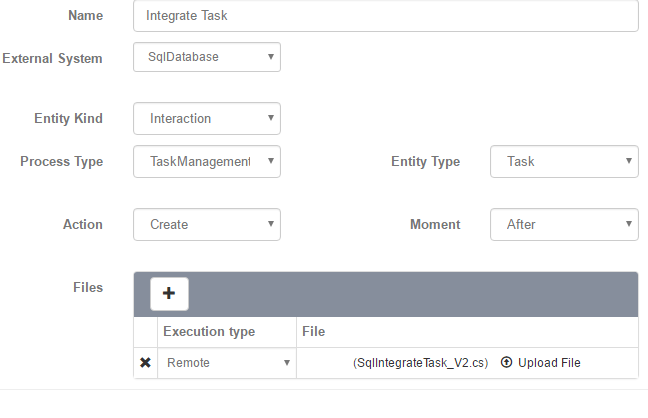 Name Integrate Task
External System SqlDatabase
Entity Kind Interaction
Process Type TaskManagement Entity Type Task
Action Create Moment After
Files
Execution type File
Remote (SqlIntegrateTask_V2.cs) Upload File